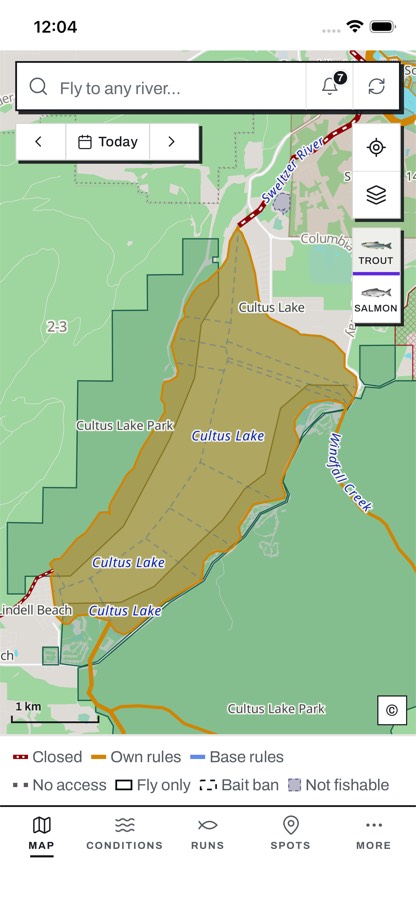 12:04
Fly to any river...
7
Today
Sweltzer River
S
14
Columbia
TROUT
SALMON
2-3
Cultus Lake
Cultus Lake Park
Cultus Lake
Windfall Creek
Cultus Lake
Lindell Beach
Cultus Lake
ch
1 km
Cultus Lake Park
©
Closed Own rules Base rules
No access Fly only Bait ban Not fishable
MAP CONDITIONS RUNS SPOTS MORE